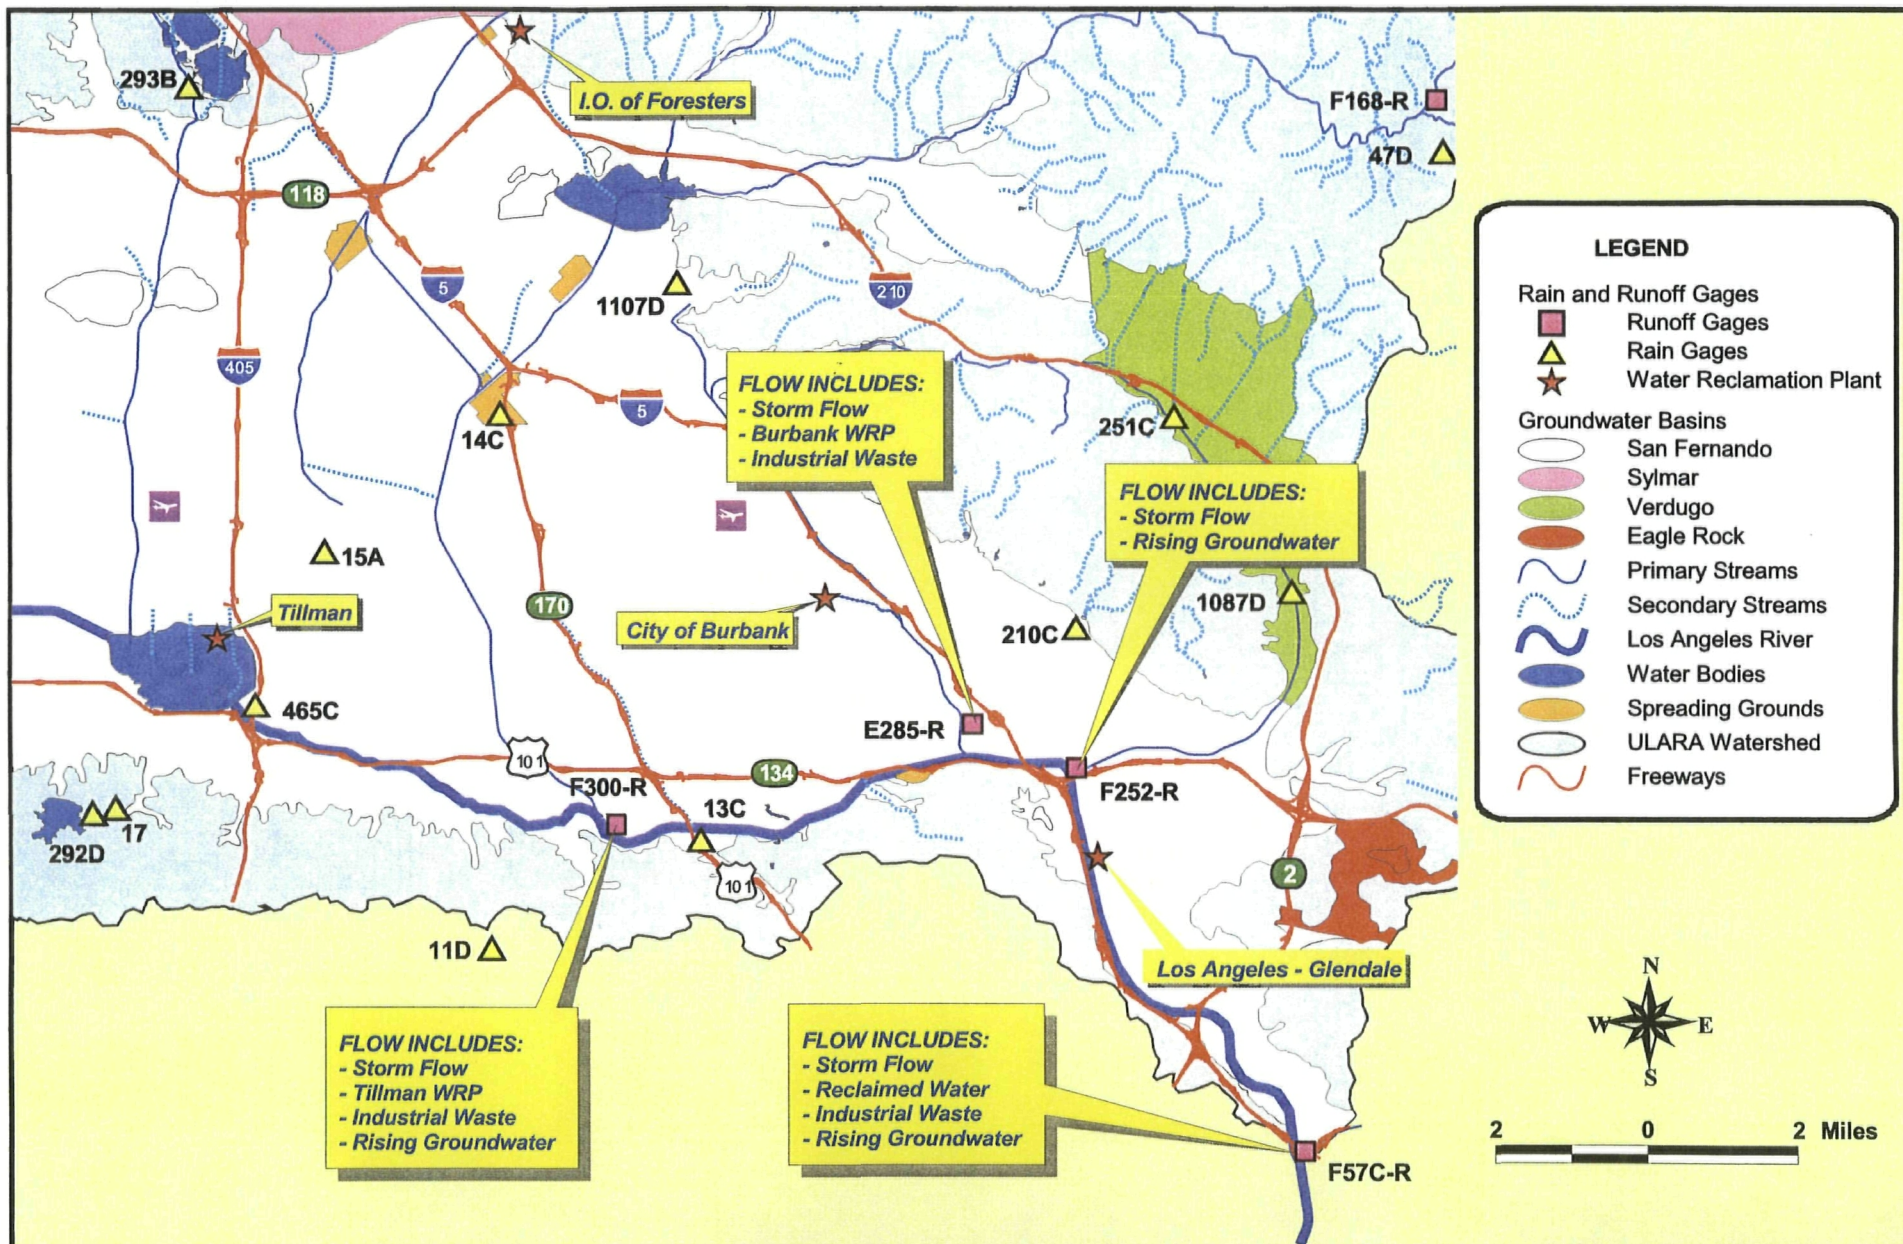 293B
I.O. of Foresters
F168-R
47D
118
5
210
1107D
405
5
14C
251C
FLOW INCLUDES:
- Storm Flow
- Burbank WRP
- Industrial Waste
FLOW INCLUDES:
- Storm Flow
- Rising Groundwater
15A
170
Tillman
City of Burbank
210C
1087D
465C
E285-R
101
134
F300-R
13C
F252-R
17
292D
101
2
11D
Los Angeles - Glendale
FLOW INCLUDES:
- Storm Flow
- Tillman WRP
- Industrial Waste
- Rising Groundwater
FLOW INCLUDES:
- Storm Flow
- Reclaimed Water
- Industrial Waste
- Rising Groundwater
F57C-R
LEGEND
Rain and Runoff Gages
Runoff Gages
Rain Gages
Water Reclamation Plant
Groundwater Basins
San Fernando
Sylmar
Verdugo
Eagle Rock
Primary Streams
Secondary Streams
Los Angeles River
Water Bodies
Spreading Grounds
ULARA Watershed
Freeways
N
W E
S
2 0 2 Miles